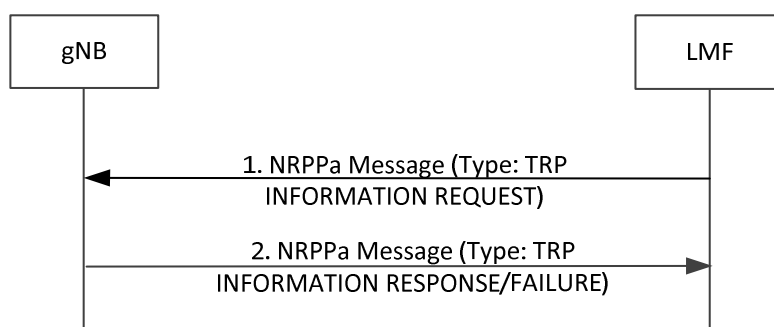 gNB
LMF
1. NRPPa Message (Type: TRP
INFORMATION REQUEST)
2. NRPPa Message (Type: TRP
INFORMATION RESPONSE/FAILURE)